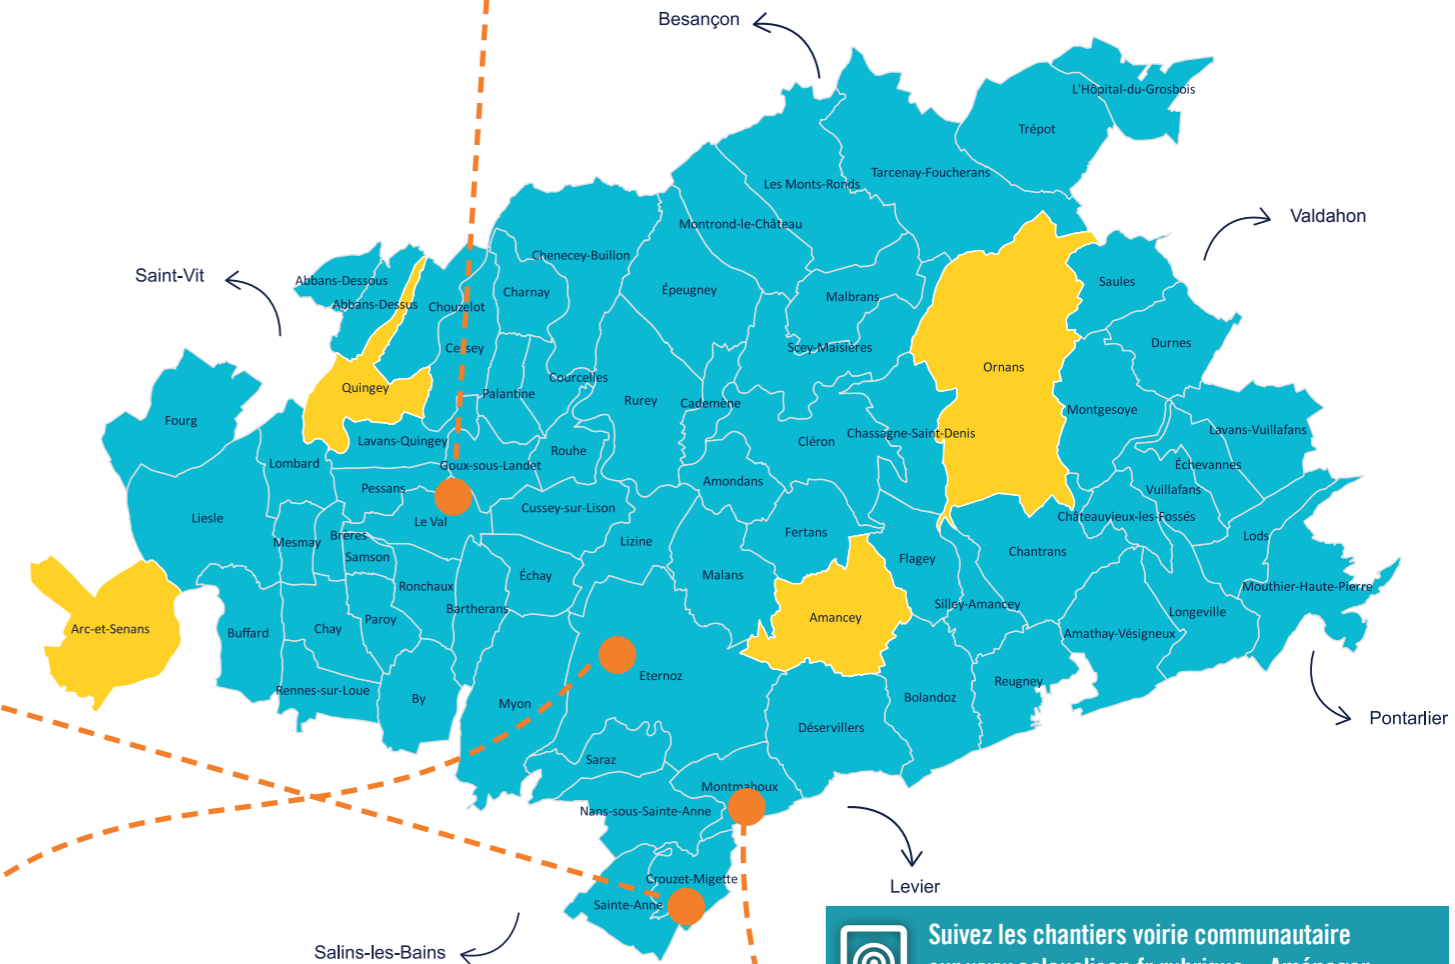 Besançon
L'Hôpital-du-Grosbois
Trépot
Tarcenay-Foucherans
Les Monts-Ronds
Valdahon
Montrond-le-Château
Chenecey-Buillon
Saint-Vit
Abbans-Dessous
Saules
Épeugney
Charnay
Malbrans
Abbans-Dessus
Chouzelot
Durnes
Cessey
Scey-Maisières
Ornans
Courcelles
Quingey
Palantine
Rurey
Cademène
Montgesoye
Fourg
Lavans-Vuillafans
Chassagne-Saint-Denis
Lavans-Quingey
Cléron
Rouhe
Lombard
Goux-sous-Landet
Échevannes
Amondans
Pessans
Vuillafans
Cussey-sur-Lison
Châteauvieux-les-Fossés
Liesle
Le Val
Fertans
Brères
Lods
Mesmay
Lizine
Chantrans
Samson
Flagey
Échay
Malans
Ronchaux
Mouthier-Haute-Pierre
Silley-Amancey
Bartherans
Longeville
Amancey
Paroy
Arc-et-Senans
Chay
Buffard
Amathay-Vésigneux
Eternoz
Reugney
Rennes-sur-Loue
By
Bolandoz
Myon
Pontarlier
Déservillers
Saraz
Montmahoux
Nans-sous-Sainte-Anne
Crouzet-Migette
Levier
Sainte-Anne
Salins-les-Bains
Suivez les chantiers voirie communautaire